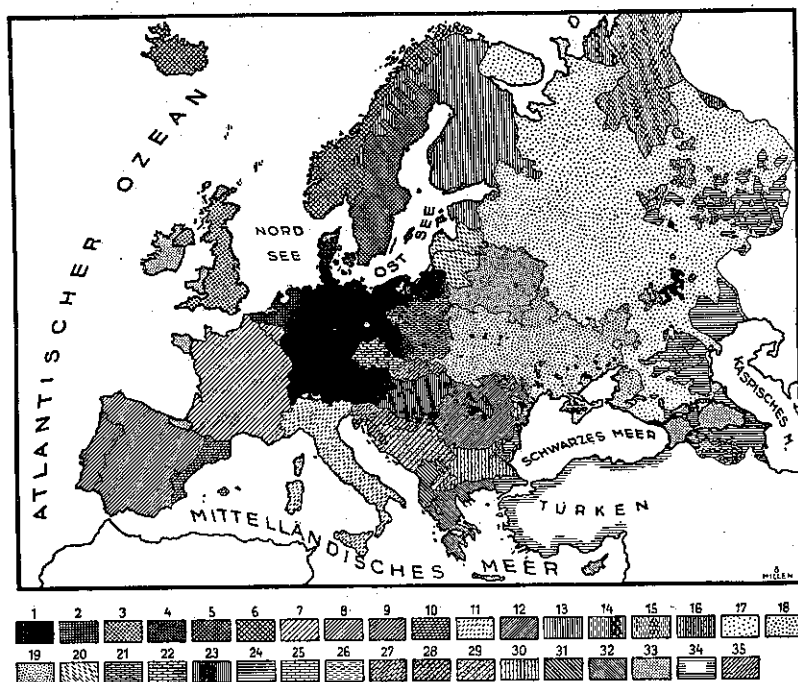 ATLANTISCHER OZEAN
NORD
SEE
OST SEE
KASPISCHES M.
SCHWARZES MEER
TÜRKEN
MITTELLÄNDISCHES MEER
MILLEN
1 2 3 4 5 6 7 8 9 10 11 12 13 14 15 16 17 18
19 20 21 22 23 24 25 26 27 28 29 30 31 32 33 34 35